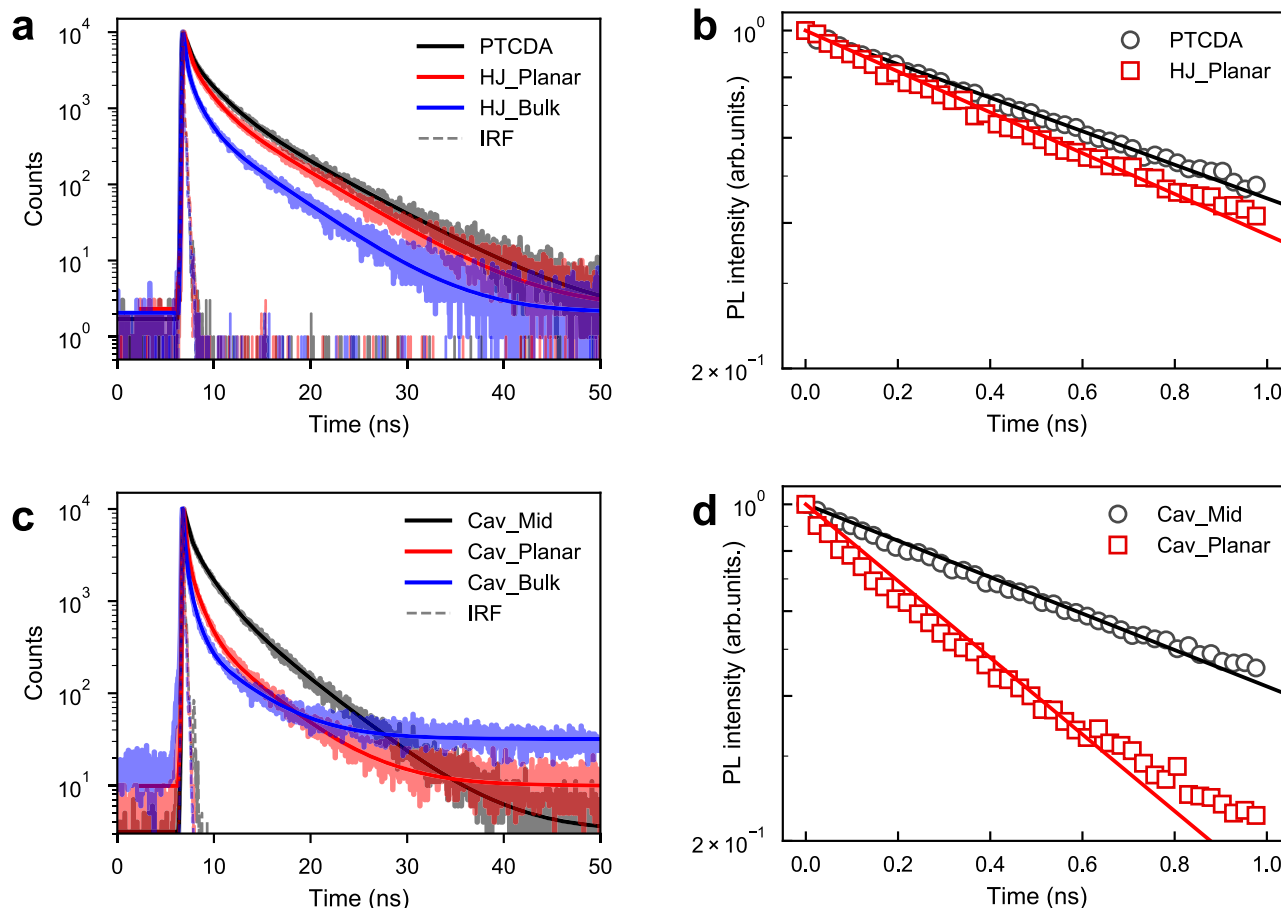 a
10⁴
10³
10²
10¹
10⁰
Counts
PTCDA
HJ_Planar
HJ_Bulk
IRF
0
10
20
30
40
50
Time (ns)
b
10⁰
2 × 10⁻¹
PL intensity (arb.units.)
PTCDA
HJ_Planar
0.0
0.2
0.4
0.6
0.8
1.0
Time (ns)
c
10⁴
10³
10²
10¹
Counts
Cav_Mid
Cav_Planar
Cav_Bulk
IRF
0
10
20
30
40
50
Time (ns)
d
10⁰
2 × 10⁻¹
PL intensity (arb.units.)
Cav_Mid
Cav_Planar
0.0
0.2
0.4
0.6
0.8
1.0
Time (ns)